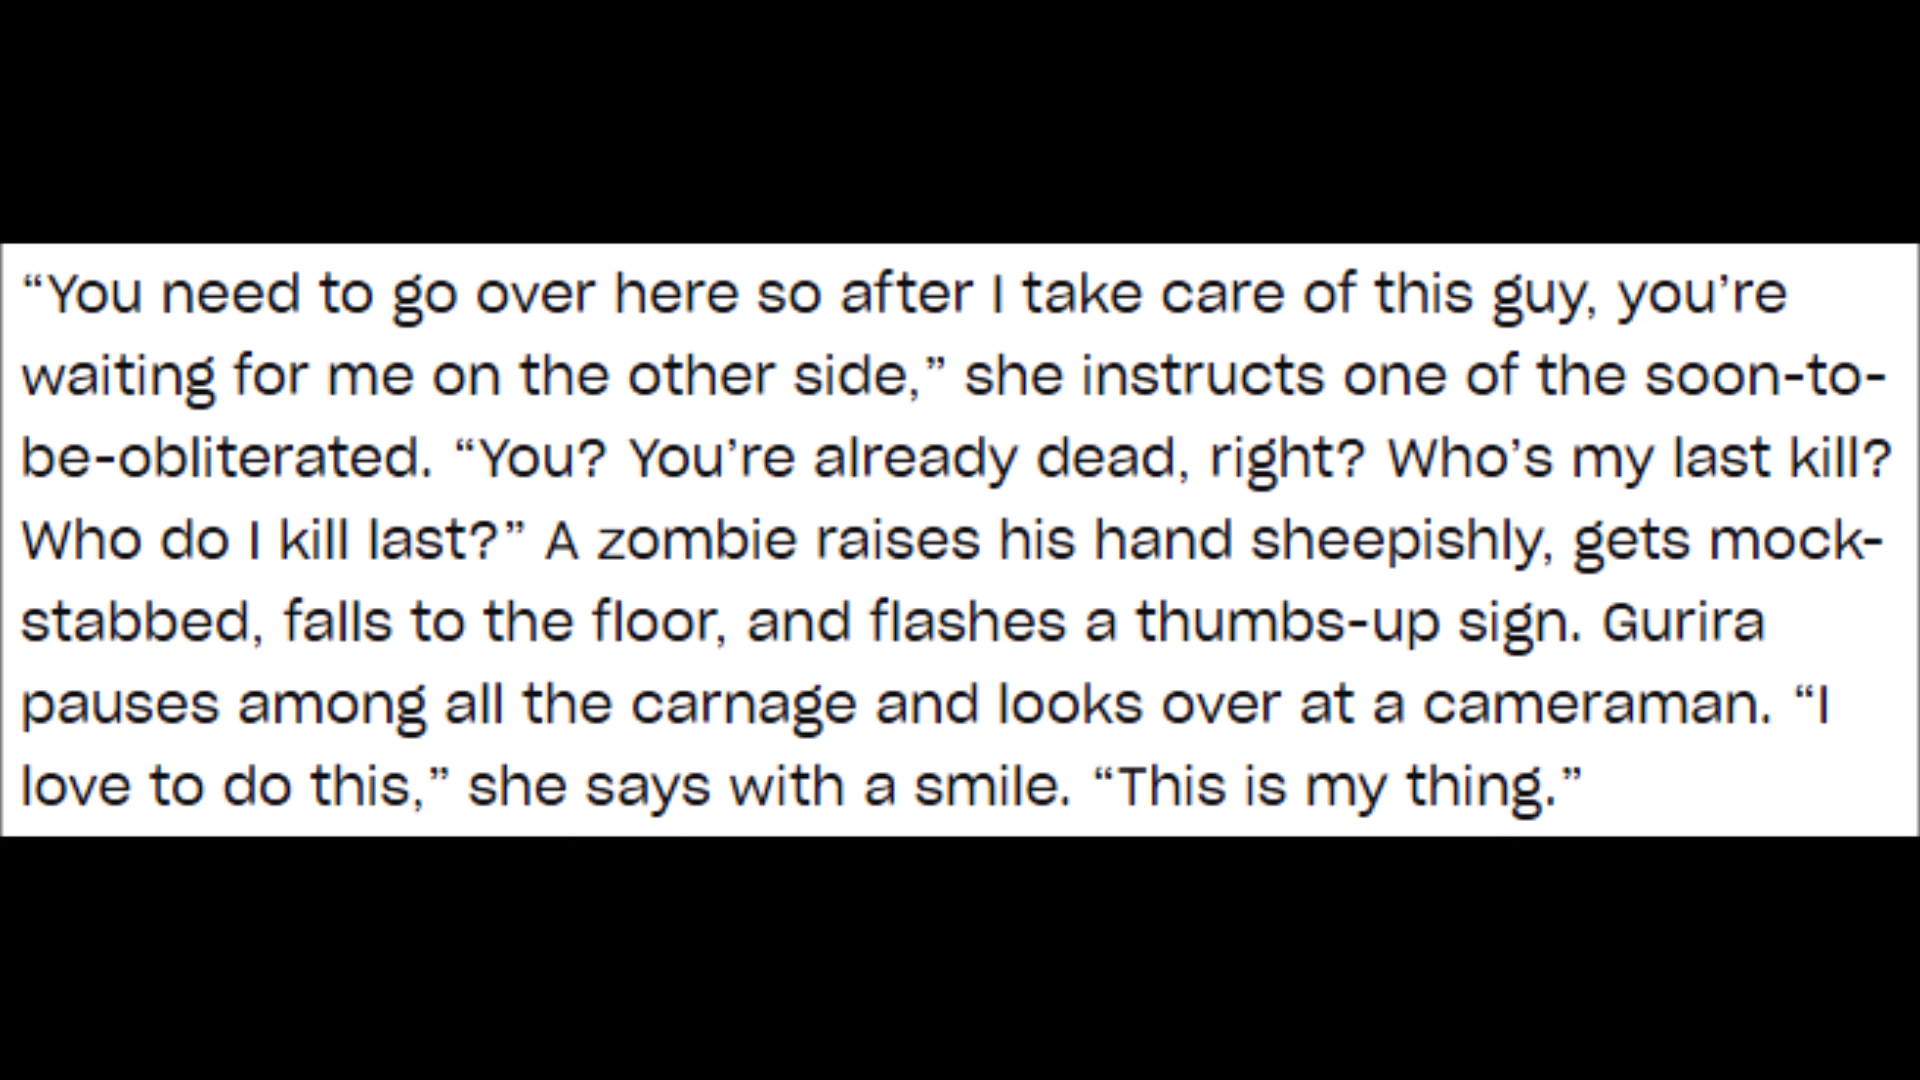 “You need to go over here so after I take care of this guy, you’re
waiting for me on the other side,” she instructs one of the soon-to-
be-obliterated. “You? You’re already dead, right? Who’s my last kill?
Who do I kill last?” A zombie raises his hand sheepishly, gets mock-
stabbed, falls to the floor, and flashes a thumbs-up sign. Gurira
pauses among all the carnage and looks over at a cameraman. “I
love to do this,” she says with a smile. “This is my thing.”